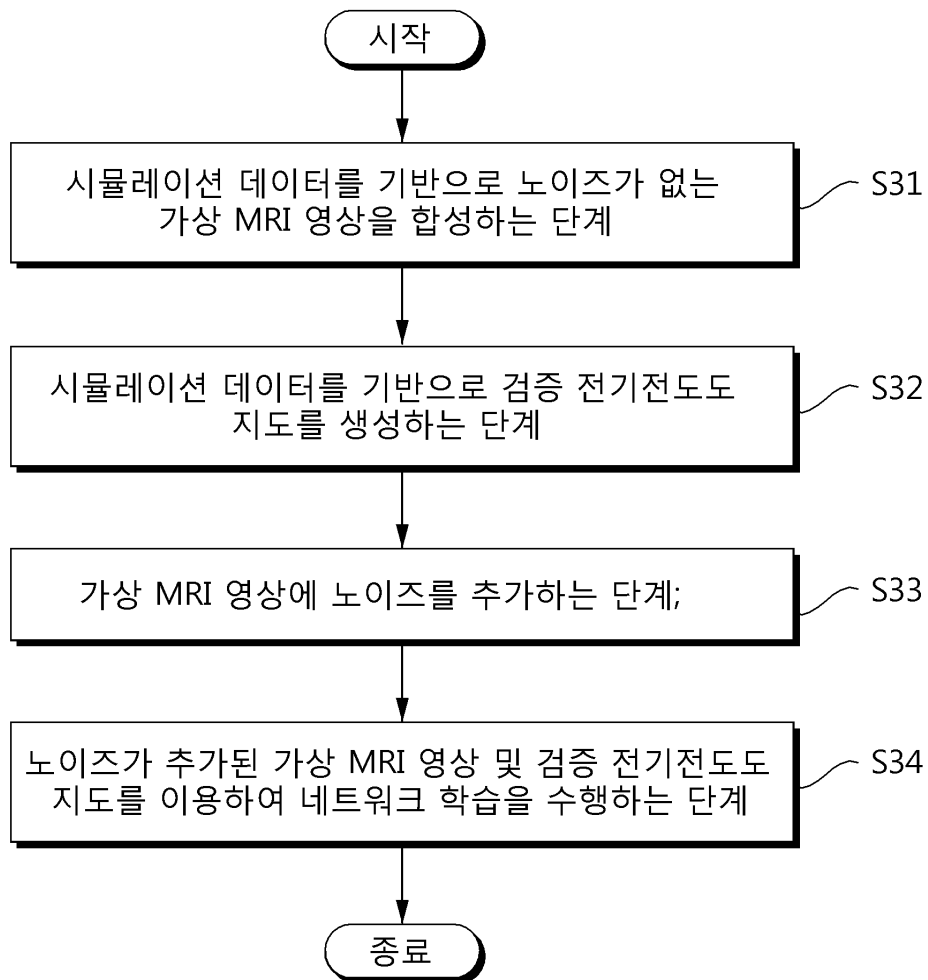 시작
시뮬레이션 데이터를 기반으로 노이즈가 없는
가상 MRI 영상을 합성하는 단계
S31
시뮬레이션 데이터를 기반으로 검증 전기전도도
지도를 생성하는 단계
S32
가상 MRI 영상에 노이즈를 추가하는 단계;
S33
노이즈가 추가된 가상 MRI 영상 및 검증 전기전도도
지도를 이용하여 네트워크 학습을 수행하는 단계
S34
종료